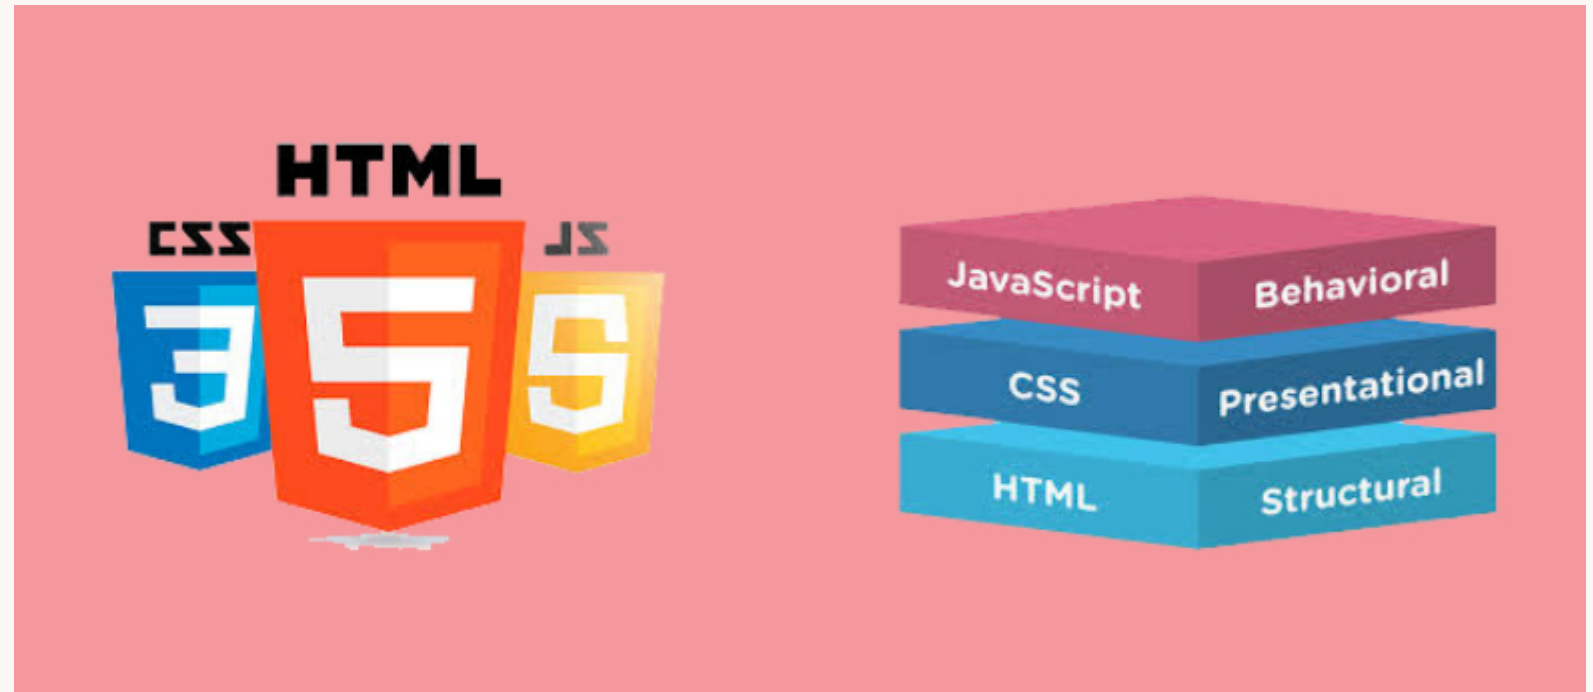 HTML
CSS
JS
3
5
S
JavaScript Behavioral
CSS Presentational
HTML Structural